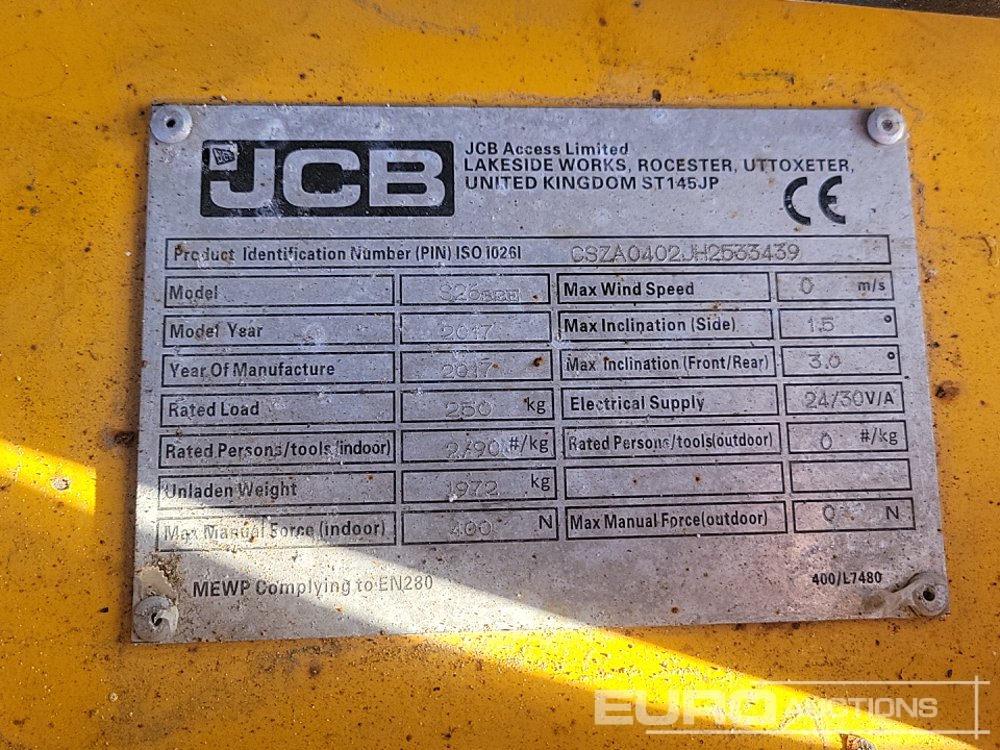 JCB
JCB Access Limited
LAKESIDE WORKS, ROCESTER, UTTOXETER,
UNITED KINGDOM ST145JP
CE
Product Identification Number (PIN) ISO 10261 CSZA0402JH2533439
Model Max Wind Speed 0 m/s
Model Year 2017 Max Inclination (Side) 1.5 °
Year Of Manufacture 2017 Max Inclination (Front/Rear) 3.0 °
Rated Load 250 kg Electrical Supply 24/30V/A
Rated Persons/tools (indoor) 2/90 #/kg Rated Persons/tools(outdoor) 0 #/kg
Unladen Weight 1972 kg
Max Manual Force (indoor) 400 N Max Manual Force(outdoor) 0 N
MEWP Complying to EN280
400/L7480
EURO AUCTIONS